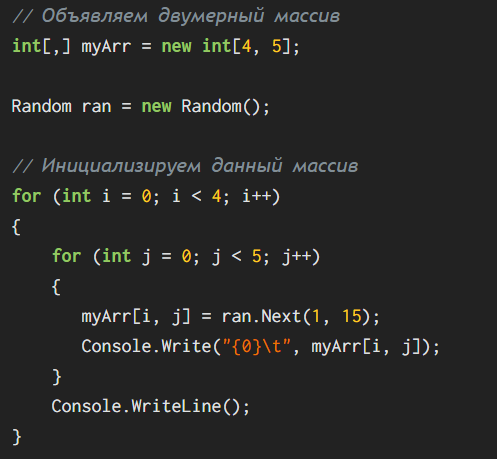 // Объявляем двумерный массив
int[,] myArr = new int[4, 5];

Random ran = new Random();

// Инициализируем данный массив
for (int i = 0; i < 4; i++)
{
    for (int j = 0; j < 5; j++)
    {
       myArr[i, j] = ran.Next(1, 15);
       Console.Write("{0}\t", myArr[i, j]);
    }
    Console.WriteLine();
}